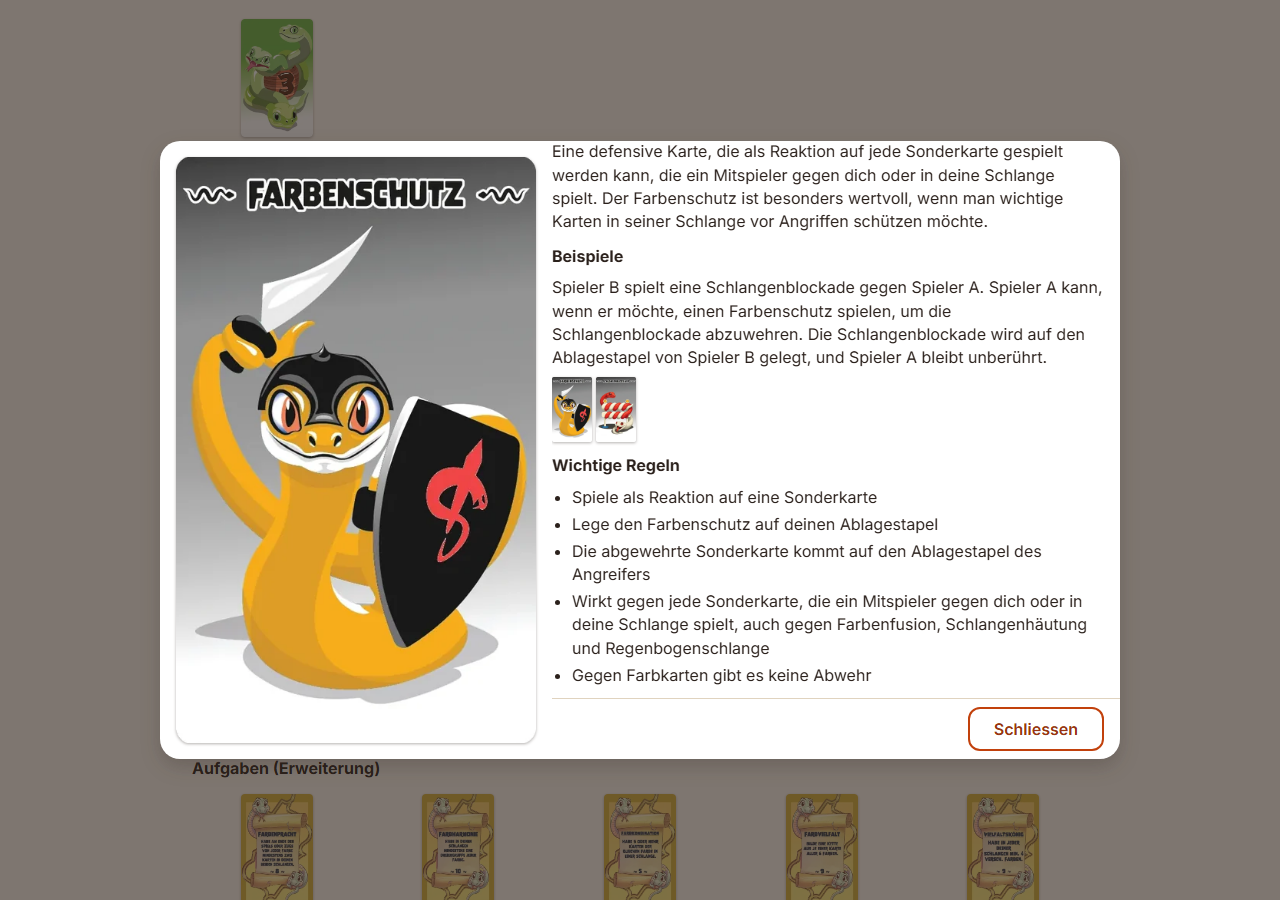 3
FARBENSCHUTZ
Eine defensive Karte, die als Reaktion auf jede Sonderkarte gespielt
werden kann, die ein Mitspieler gegen dich oder in deine Schlange
spielt. Der Farbenschutz ist besonders wertvoll, wenn man wichtige
Karten in seiner Schlange vor Angriffen schützen möchte.
Beispiele
Spieler B spielt eine Schlangenblockade gegen Spieler A. Spieler A kann,
wenn er möchte, einen Farbenschutz spielen, um die
Schlangenblockade abzuwehren. Die Schlangenblockade wird auf den
Ablagestapel von Spieler B gelegt, und Spieler A bleibt unberührt.
Wichtige Regeln
• Spiele als Reaktion auf eine Sonderkarte
• Lege den Farbenschutz auf deinen Ablagestapel
• Die abgewehrte Sonderkarte kommt auf den Ablagestapel des
Angreifers
• Wirkt gegen jede Sonderkarte, die ein Mitspieler gegen dich oder in
deine Schlange spielt, auch gegen Farbenfusion, Schlangenhäutung
und Regenbogenschlange
• Gegen Farbkarten gibt es keine Abwehr
Schliessen
Aufgaben (Erweiterung)
FARBENPRACHT
FARBHARMONIE
FARBVIELFALT